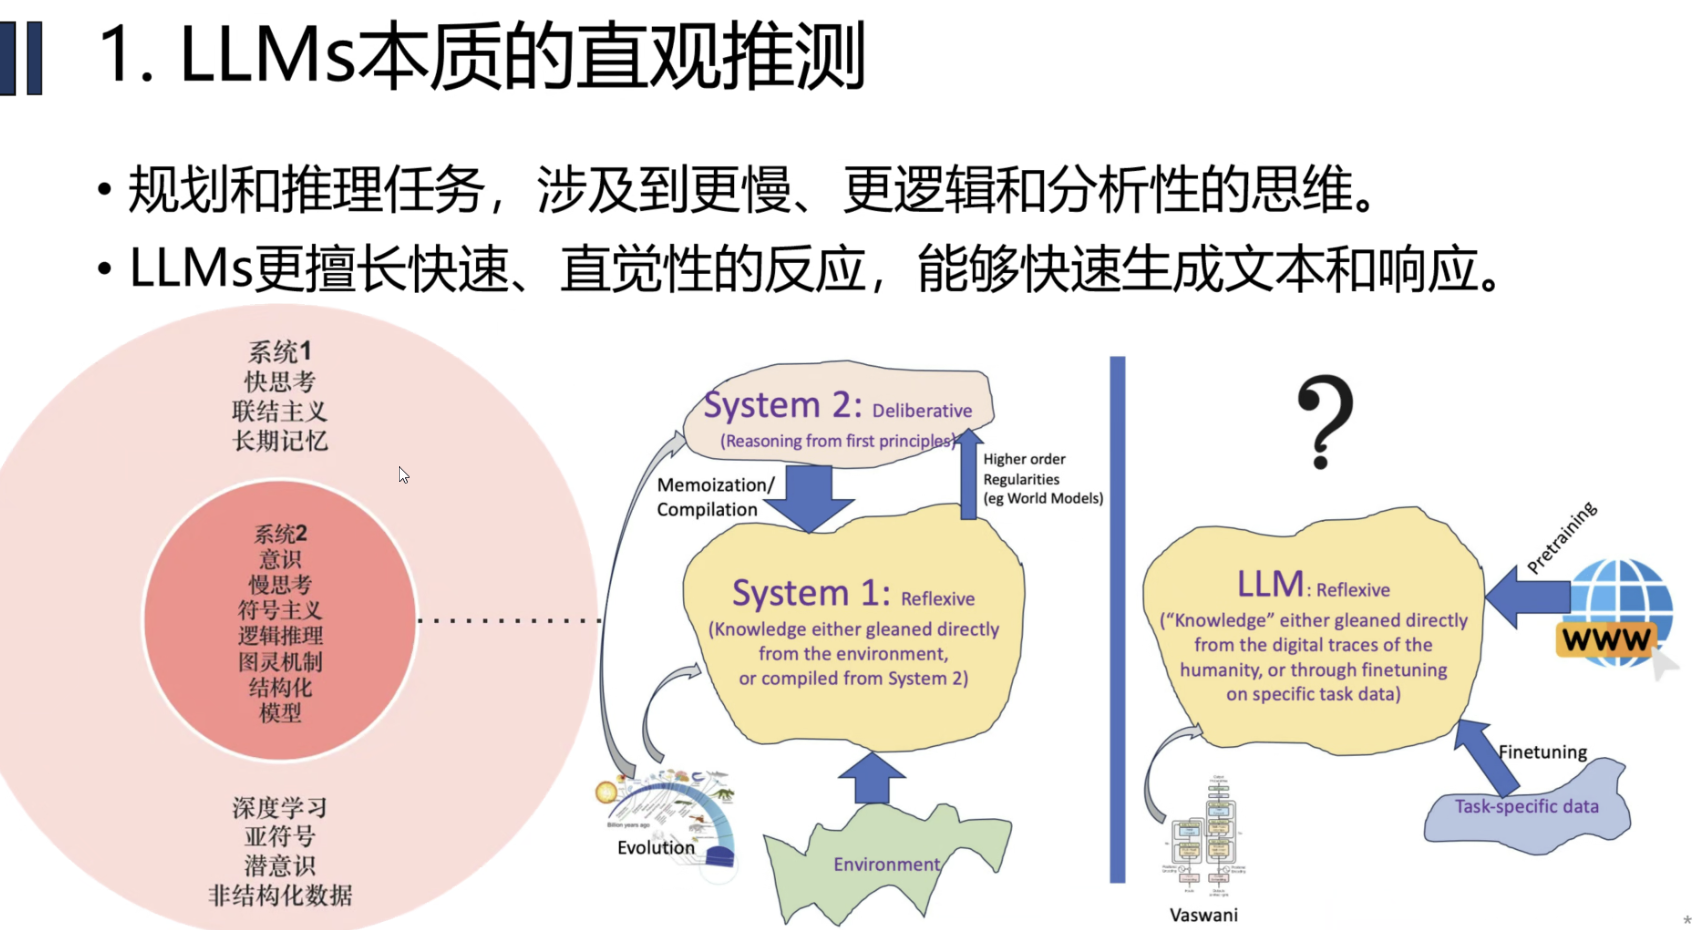 1. LLMs本质的直观推测
• 规划和推理任务，涉及到更慢、更逻辑和分析性的思维。
• LLMs更擅长快速、直觉性的反应，能够快速生成文本和响应。
系统1
快思考
联结主义
长期记忆
系统2
意识
慢思考
符号主义
逻辑推理
图灵机制
结构化
模型
深度学习
亚符号
潜意识
非结构化数据
System 2: Deliberative
(Reasoning from first principles)
Memoization/
Compilation
Higher order
Regularities
(eg World Models)
System 1: Reflexive
(Knowledge either gleaned directly
from the environment,
or compiled from System 2)
Billion years ago
Evolution
Environment
?
LLM: Reflexive
(“Knowledge” either gleaned directly
from the digital traces of the
humanity, or through finetuning
on specific task data)
Pretraining
WWW
Finetuning
Task-specific data
Vaswani
*